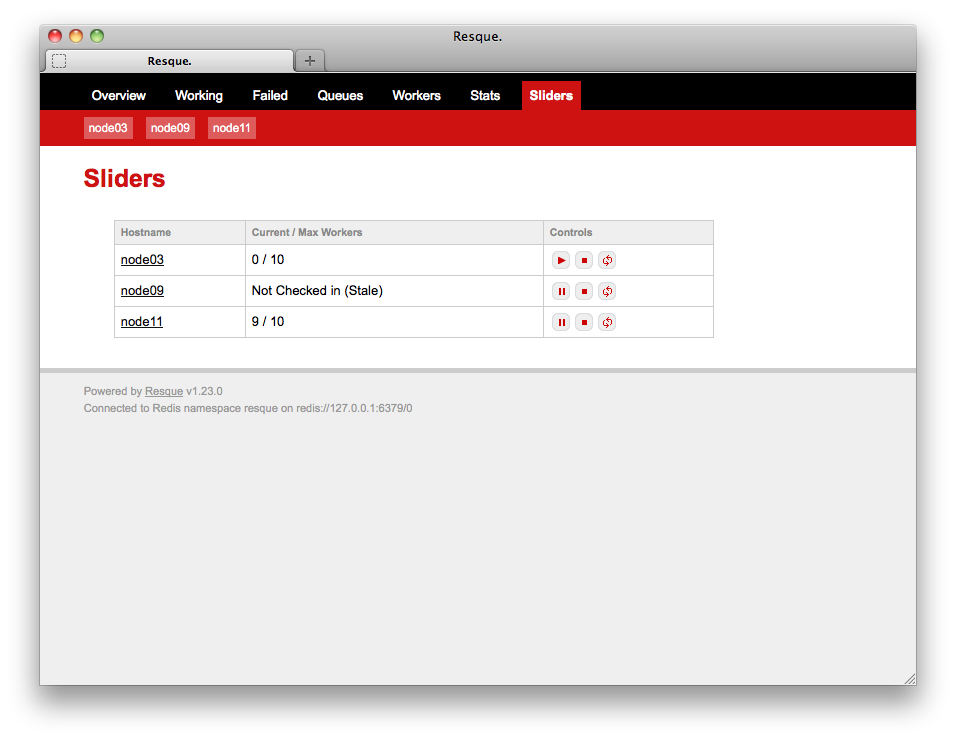 Resque.
Resque.
Overview Working Failed Queues Workers Stats Sliders
node03 node09 node11
Sliders
Hostname Current / Max Workers Controls
node03 0 / 10
node09 Not Checked in (Stale)
node11 9 / 10
Powered by Resque v1.23.0
Connected to Redis namespace resque on redis://127.0.0.1:6379/0